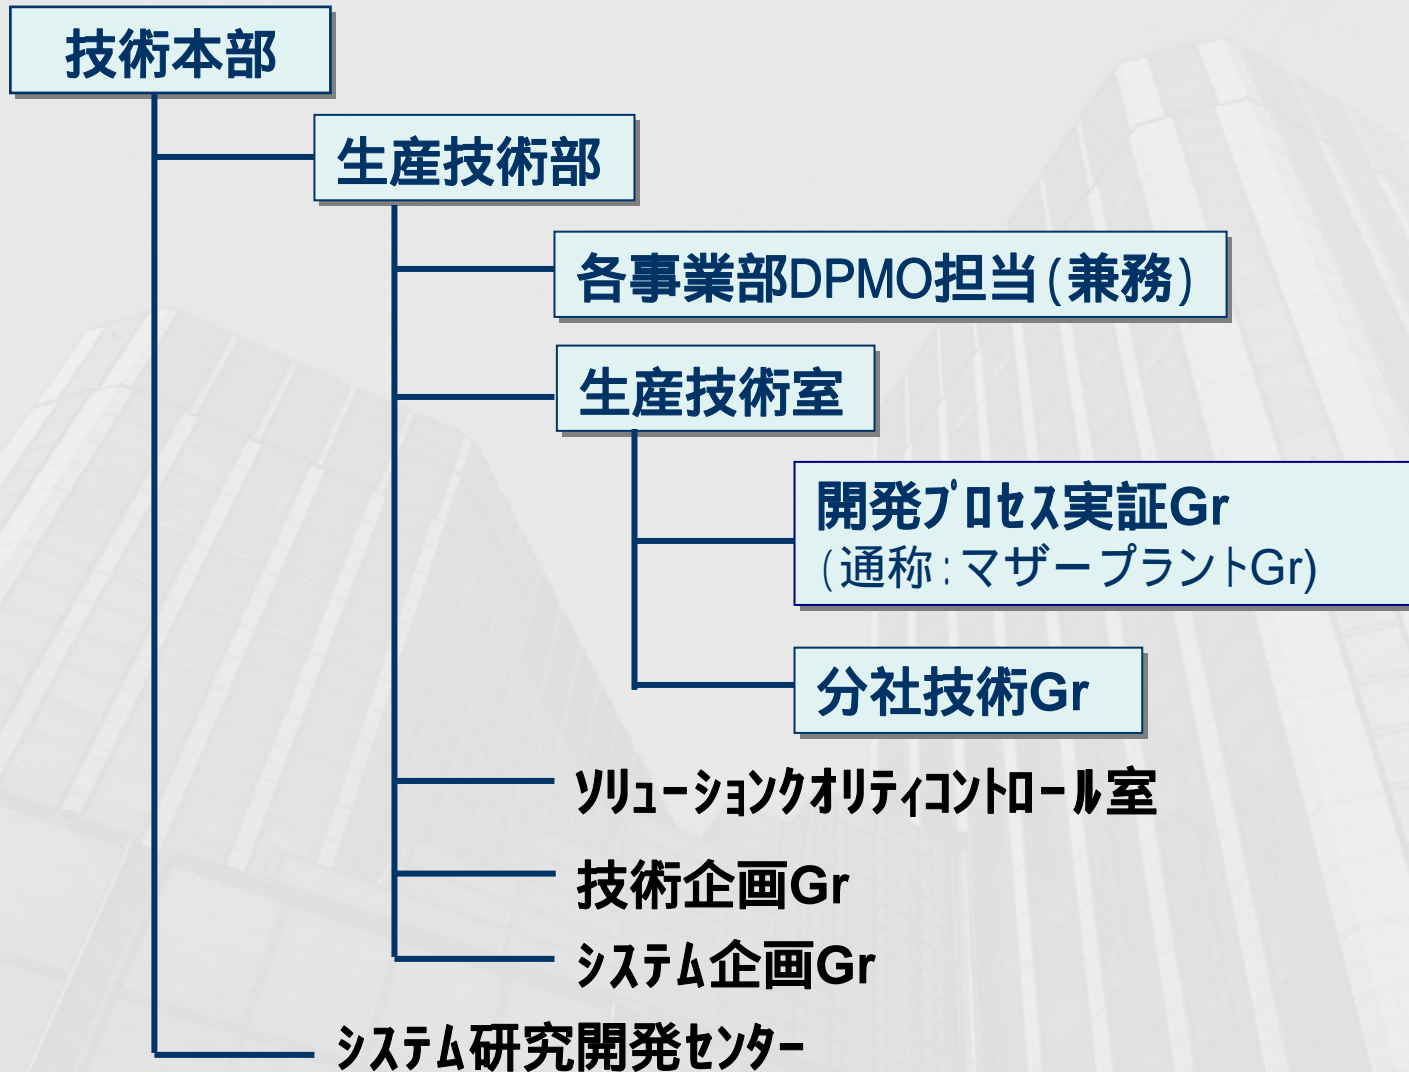 技術本部
生産技術部
各事業部DPMO担当(兼務)
生産技術室
開発ﾌﾟﾛｾｽ実証Gr
(通称:マザープラントGr)
分社技術Gr
ｿﾘｭｰｼｮﾝｸｵﾘﾃｨｺﾝﾄﾛｰﾙ室
技術企画Gr
ｼｽﾃﾑ企画Gr
ｼｽﾃﾑ研究開発ｾﾝﾀｰ